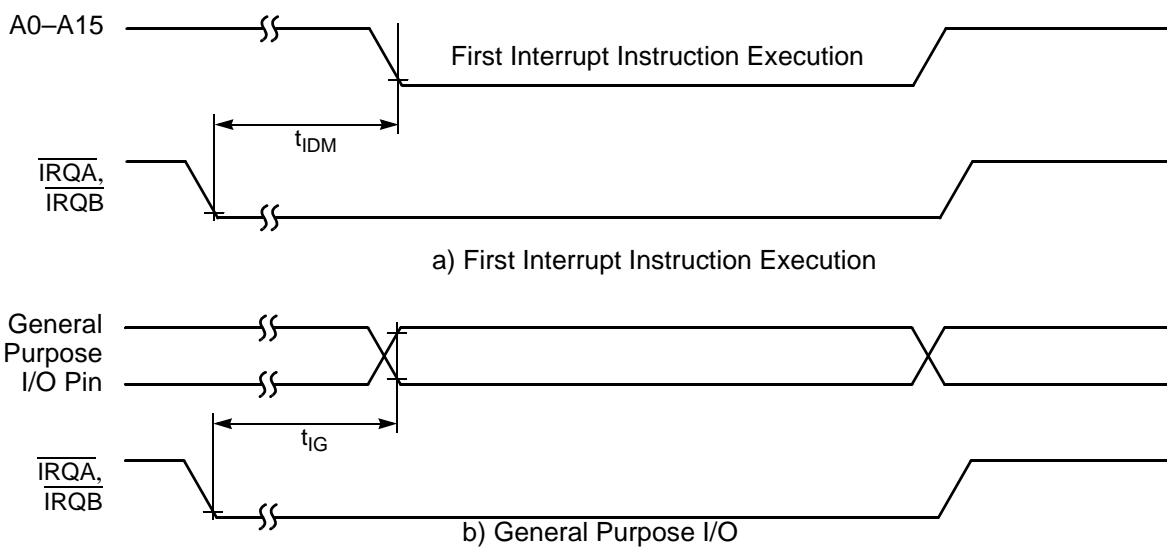 A0–A15
First Interrupt Instruction Execution
tIDM
IRQA,
IRQB
a) First Interrupt Instruction Execution
General
Purpose
I/O Pin
tIG
IRQA,
IRQB
b) General Purpose I/O